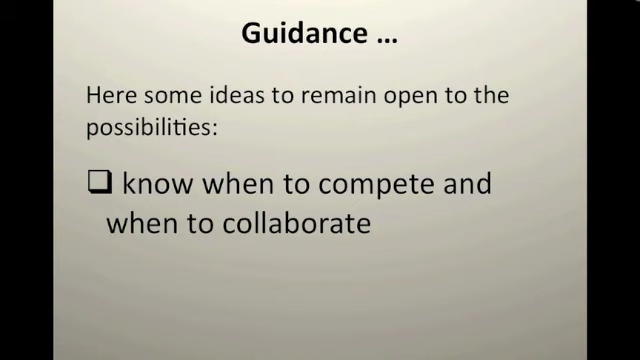 Guidance …
Here some ideas to remain open to the
possibilities:
❑ know when to compete and
when to collaborate